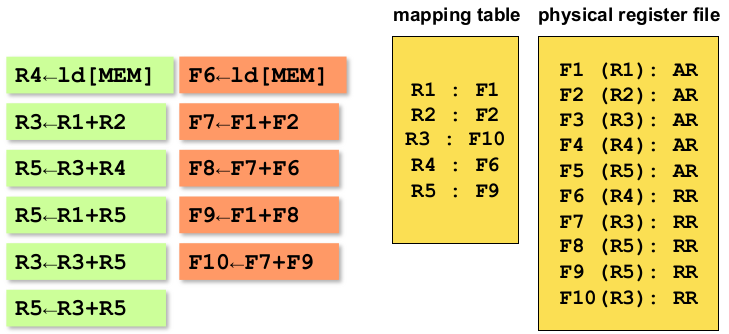 mapping table
physical register file
R4←ld[MEM]
F6←ld[MEM]
R3←R1+R2
F7←F1+F2
R5←R3+R4
F8←F7+F6
R5←R1+R5
F9←F1+F8
R3←R3+R5
F10←F7+F9
R5←R3+R5
R1 : F1
R2 : F2
R3 : F10
R4 : F6
R5 : F9
F1 (R1): AR
F2 (R2): AR
F3 (R3): AR
F4 (R4): AR
F5 (R5): AR
F6 (R4): RR
F7 (R3): RR
F8 (R5): RR
F9 (R5): RR
F10(R3): RR